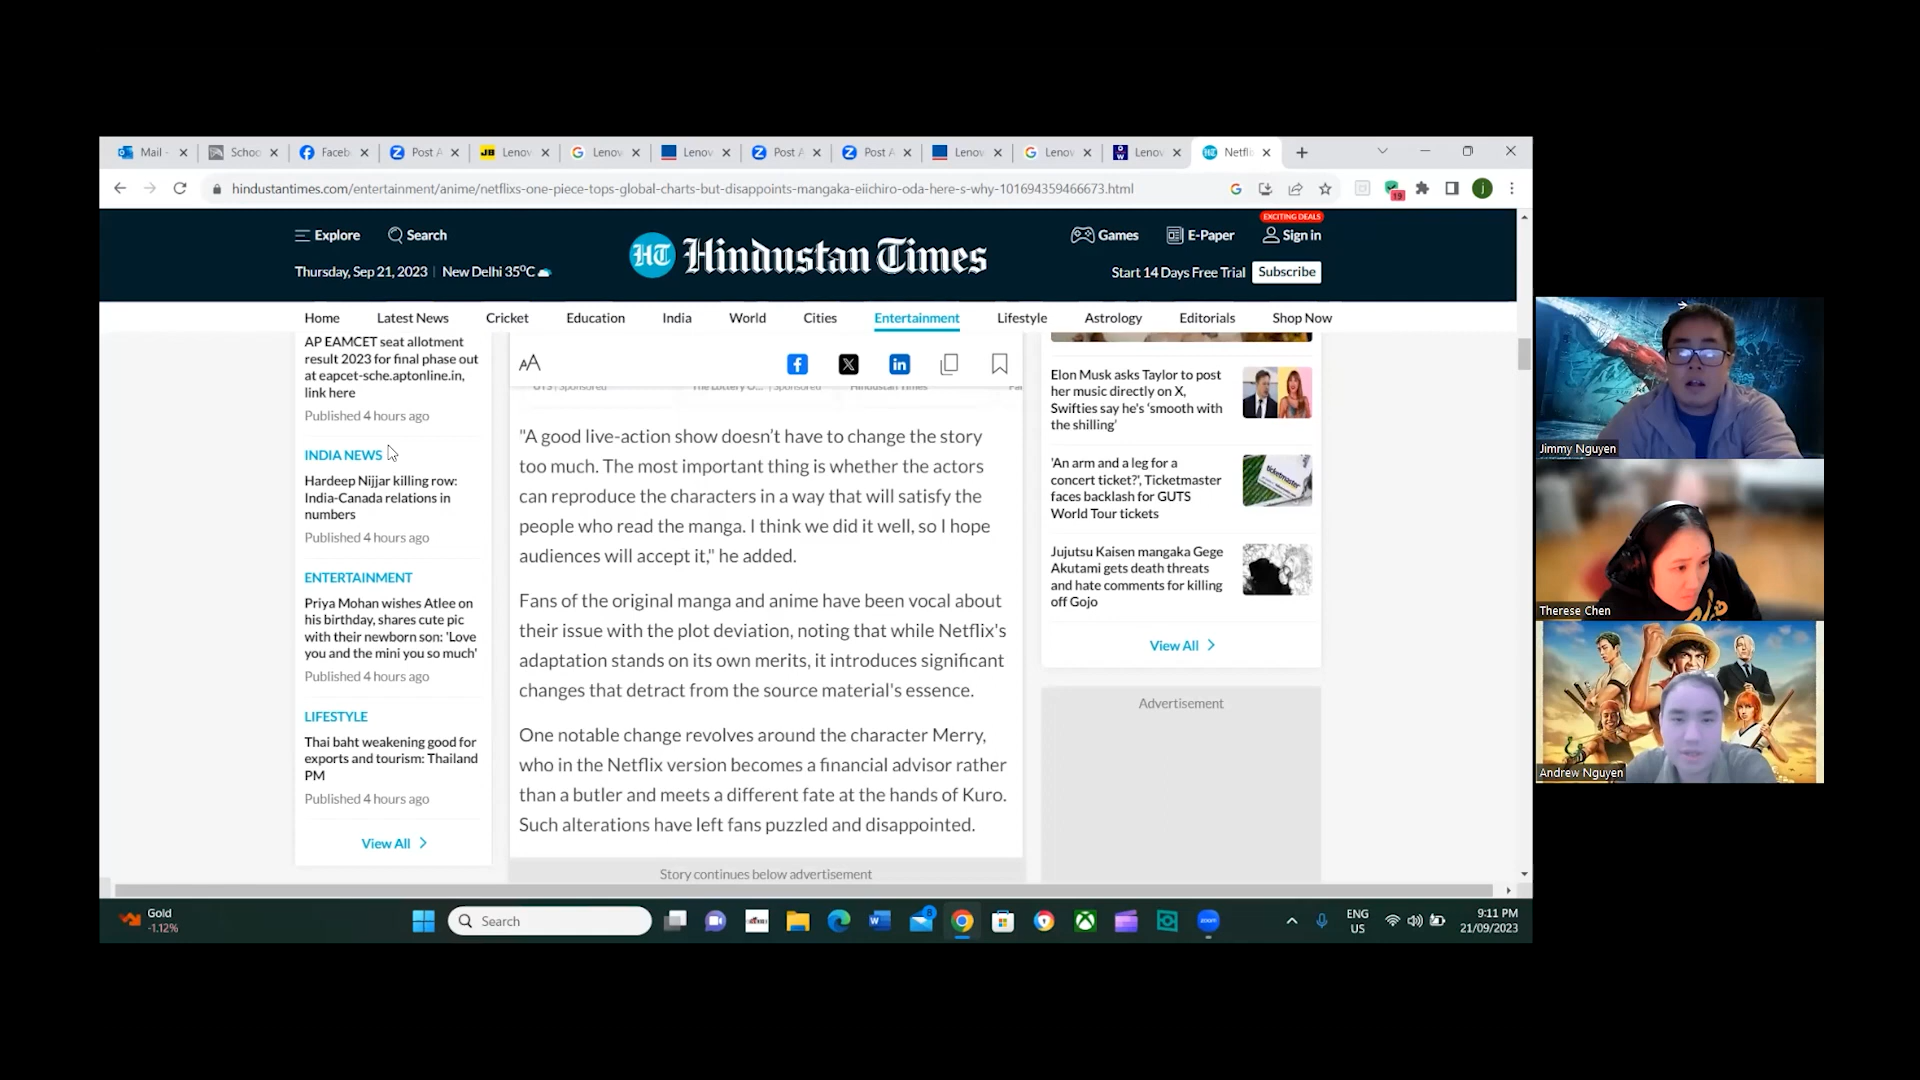 Mail -
Schoo
Faceb
Post A
JB Lenov
Lenov
Lenov
Post A
Post A
Lenov
Lenov
Lenov
HT Netfli
hindustantimes.com/entertainment/anime/netflixs-one-piece-tops-global-charts-but-disappoints-mangaka-eiichiro-oda-here-s-why-101694359466673.html
19
j
Explore
Search
HT Hindustan Times
Games
E-Paper
EXCITING DEALS
Sign in
Thursday, Sep 21, 2023
New Delhi 35°C
Start 14 Days Free Trial
Subscribe
Home
Latest News
Cricket
Education
India
World
Cities
Entertainment
Lifestyle
Astrology
Editorials
Shop Now
AP EAMCET seat allotment
result 2023 for final phase out
at eapcet-sche.aptonline.in,
link here
Published 4 hours ago
INDIA NEWS
Hardeep Nijjar killing row:
India-Canada relations in
numbers
Published 4 hours ago
ENTERTAINMENT
Priya Mohan wishes Atlee on
his birthday, shares cute pic
with their newborn son: 'Love
you and the mini you so much'
Published 4 hours ago
LIFESTYLE
Thai baht weakening good for
exports and tourism: Thailand
PM
Published 4 hours ago
View All
AA
"A good live-action show doesn’t have to change the story
too much. The most important thing is whether the actors
can reproduce the characters in a way that will satisfy the
people who read the manga. I think we did it well, so I hope
audiences will accept it," he added.
Fans of the original manga and anime have been vocal about
their issue with the plot deviation, noting that while Netflix's
adaptation stands on its own merits, it introduces significant
changes that detract from the source material's essence.
One notable change revolves around the character Merry,
who in the Netflix version becomes a financial advisor rather
than a butler and meets a different fate at the hands of Kuro.
Such alterations have left fans puzzled and disappointed.
Story continues below advertisement
Elon Musk asks Taylor to post
her music directly on X,
Swifties say he's ‘smooth with
the shilling’
'An arm and a leg for a
concert ticket?', Ticketmaster
faces backlash for GUTS
World Tour tickets
ticketmaster
Jujutsu Kaisen mangaka Gege
Akutami gets death threats
and hate comments for killing
off Gojo
View All
Advertisement
Jimmy Nguyen
Therese Chen
Andrew Nguyen
Gold
-1.12%
Search
zoom
ENG
US
9:11 PM
21/09/2023